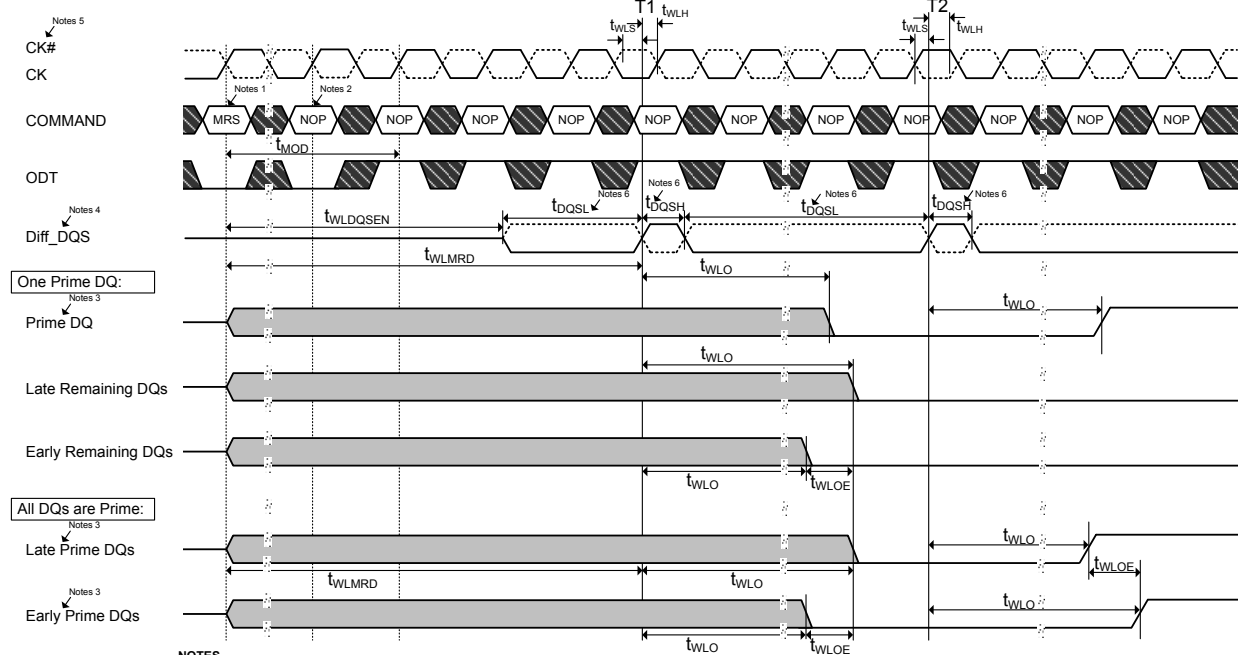 T1 tWLH T2
Notes 5 tWLS tWLS tWLH
CK#
CK
Notes 1 Notes 2
COMMAND MRS NOP NOP NOP NOP NOP NOP NOP NOP NOP NOP NOP
tMOD
ODT
Notes 6 Notes 6 Notes 6 Notes 6
Notes 4 tWLDQSEN tDQSL tDQSH tDQSL tDQSH
Diff_DQS
tWLMRD tWLO
One Prime DQ:
Notes 3 tWLO
Prime DQ
tWLO
Late Remaining DQs
Early Remaining DQs
tWLO tWLOE
All DQs are Prime:
Notes 3
Late Prime DQs tWLO
tWLMRD tWLO tWLOE
Notes 3
Early Prime DQs tWLO
tWLO tWLOE
NOTES